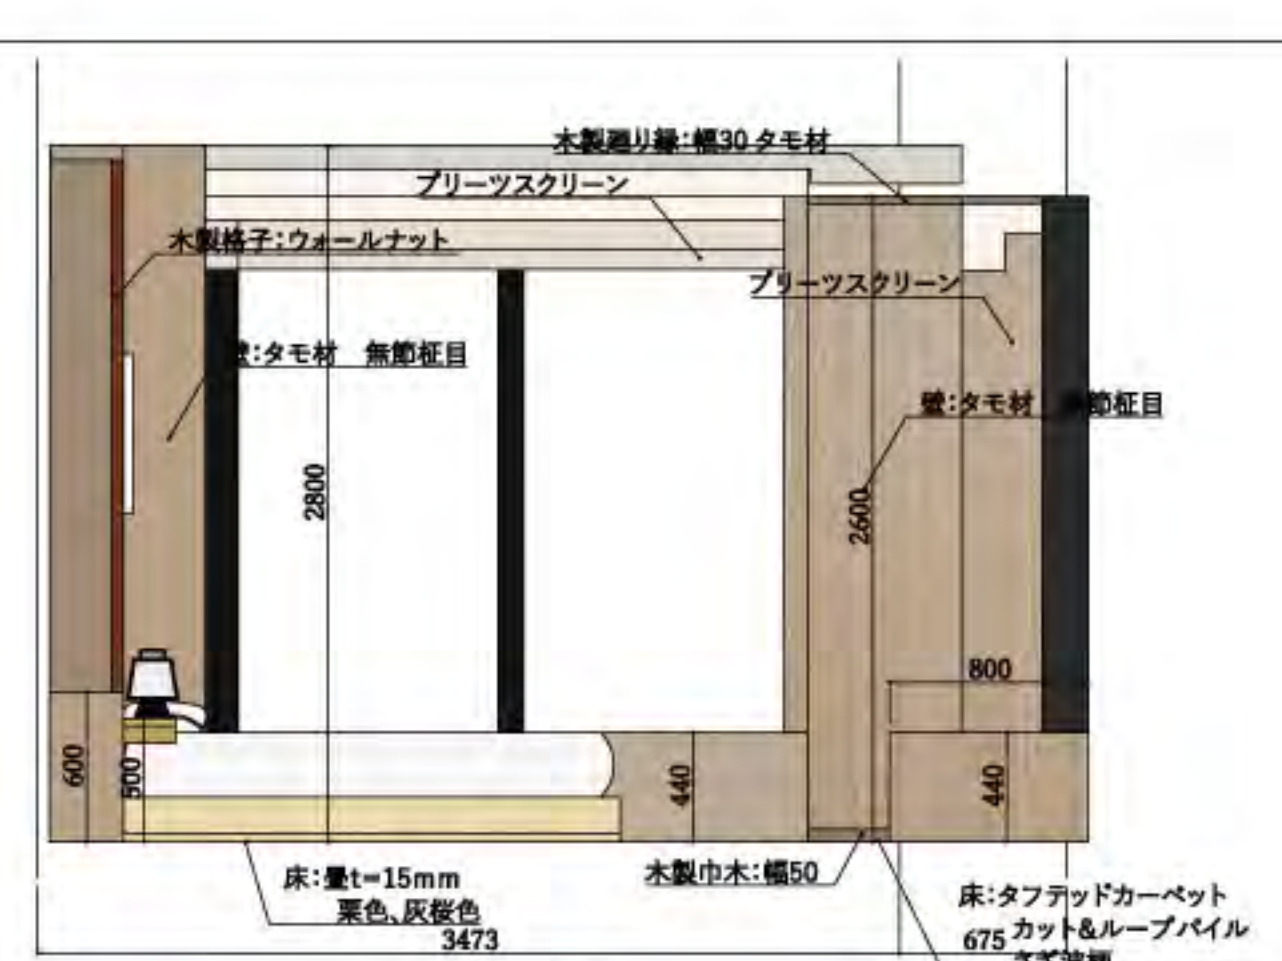 木製廻り縁:幅30 タモ材
プリーツスクリーン
木製格子:ウォールナット
プリーツスクリーン
壁:タモ材 無節柾目
壁:タモ材 無節柾目
2800
2600
800
600
500
440
440
木製巾木:幅50
床:畳t=15mm
栗色、灰桜色
3473
床:タフテッドカーペット
カット&ループパイル
675